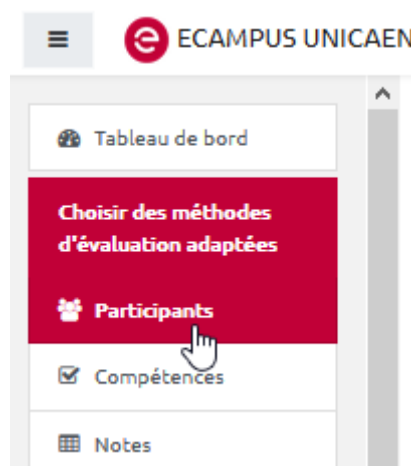 ECAMPUS UNICAEN
Tableau de bord
Choisir des méthodes
d'évaluation adaptées
Participants
Compétences
Notes